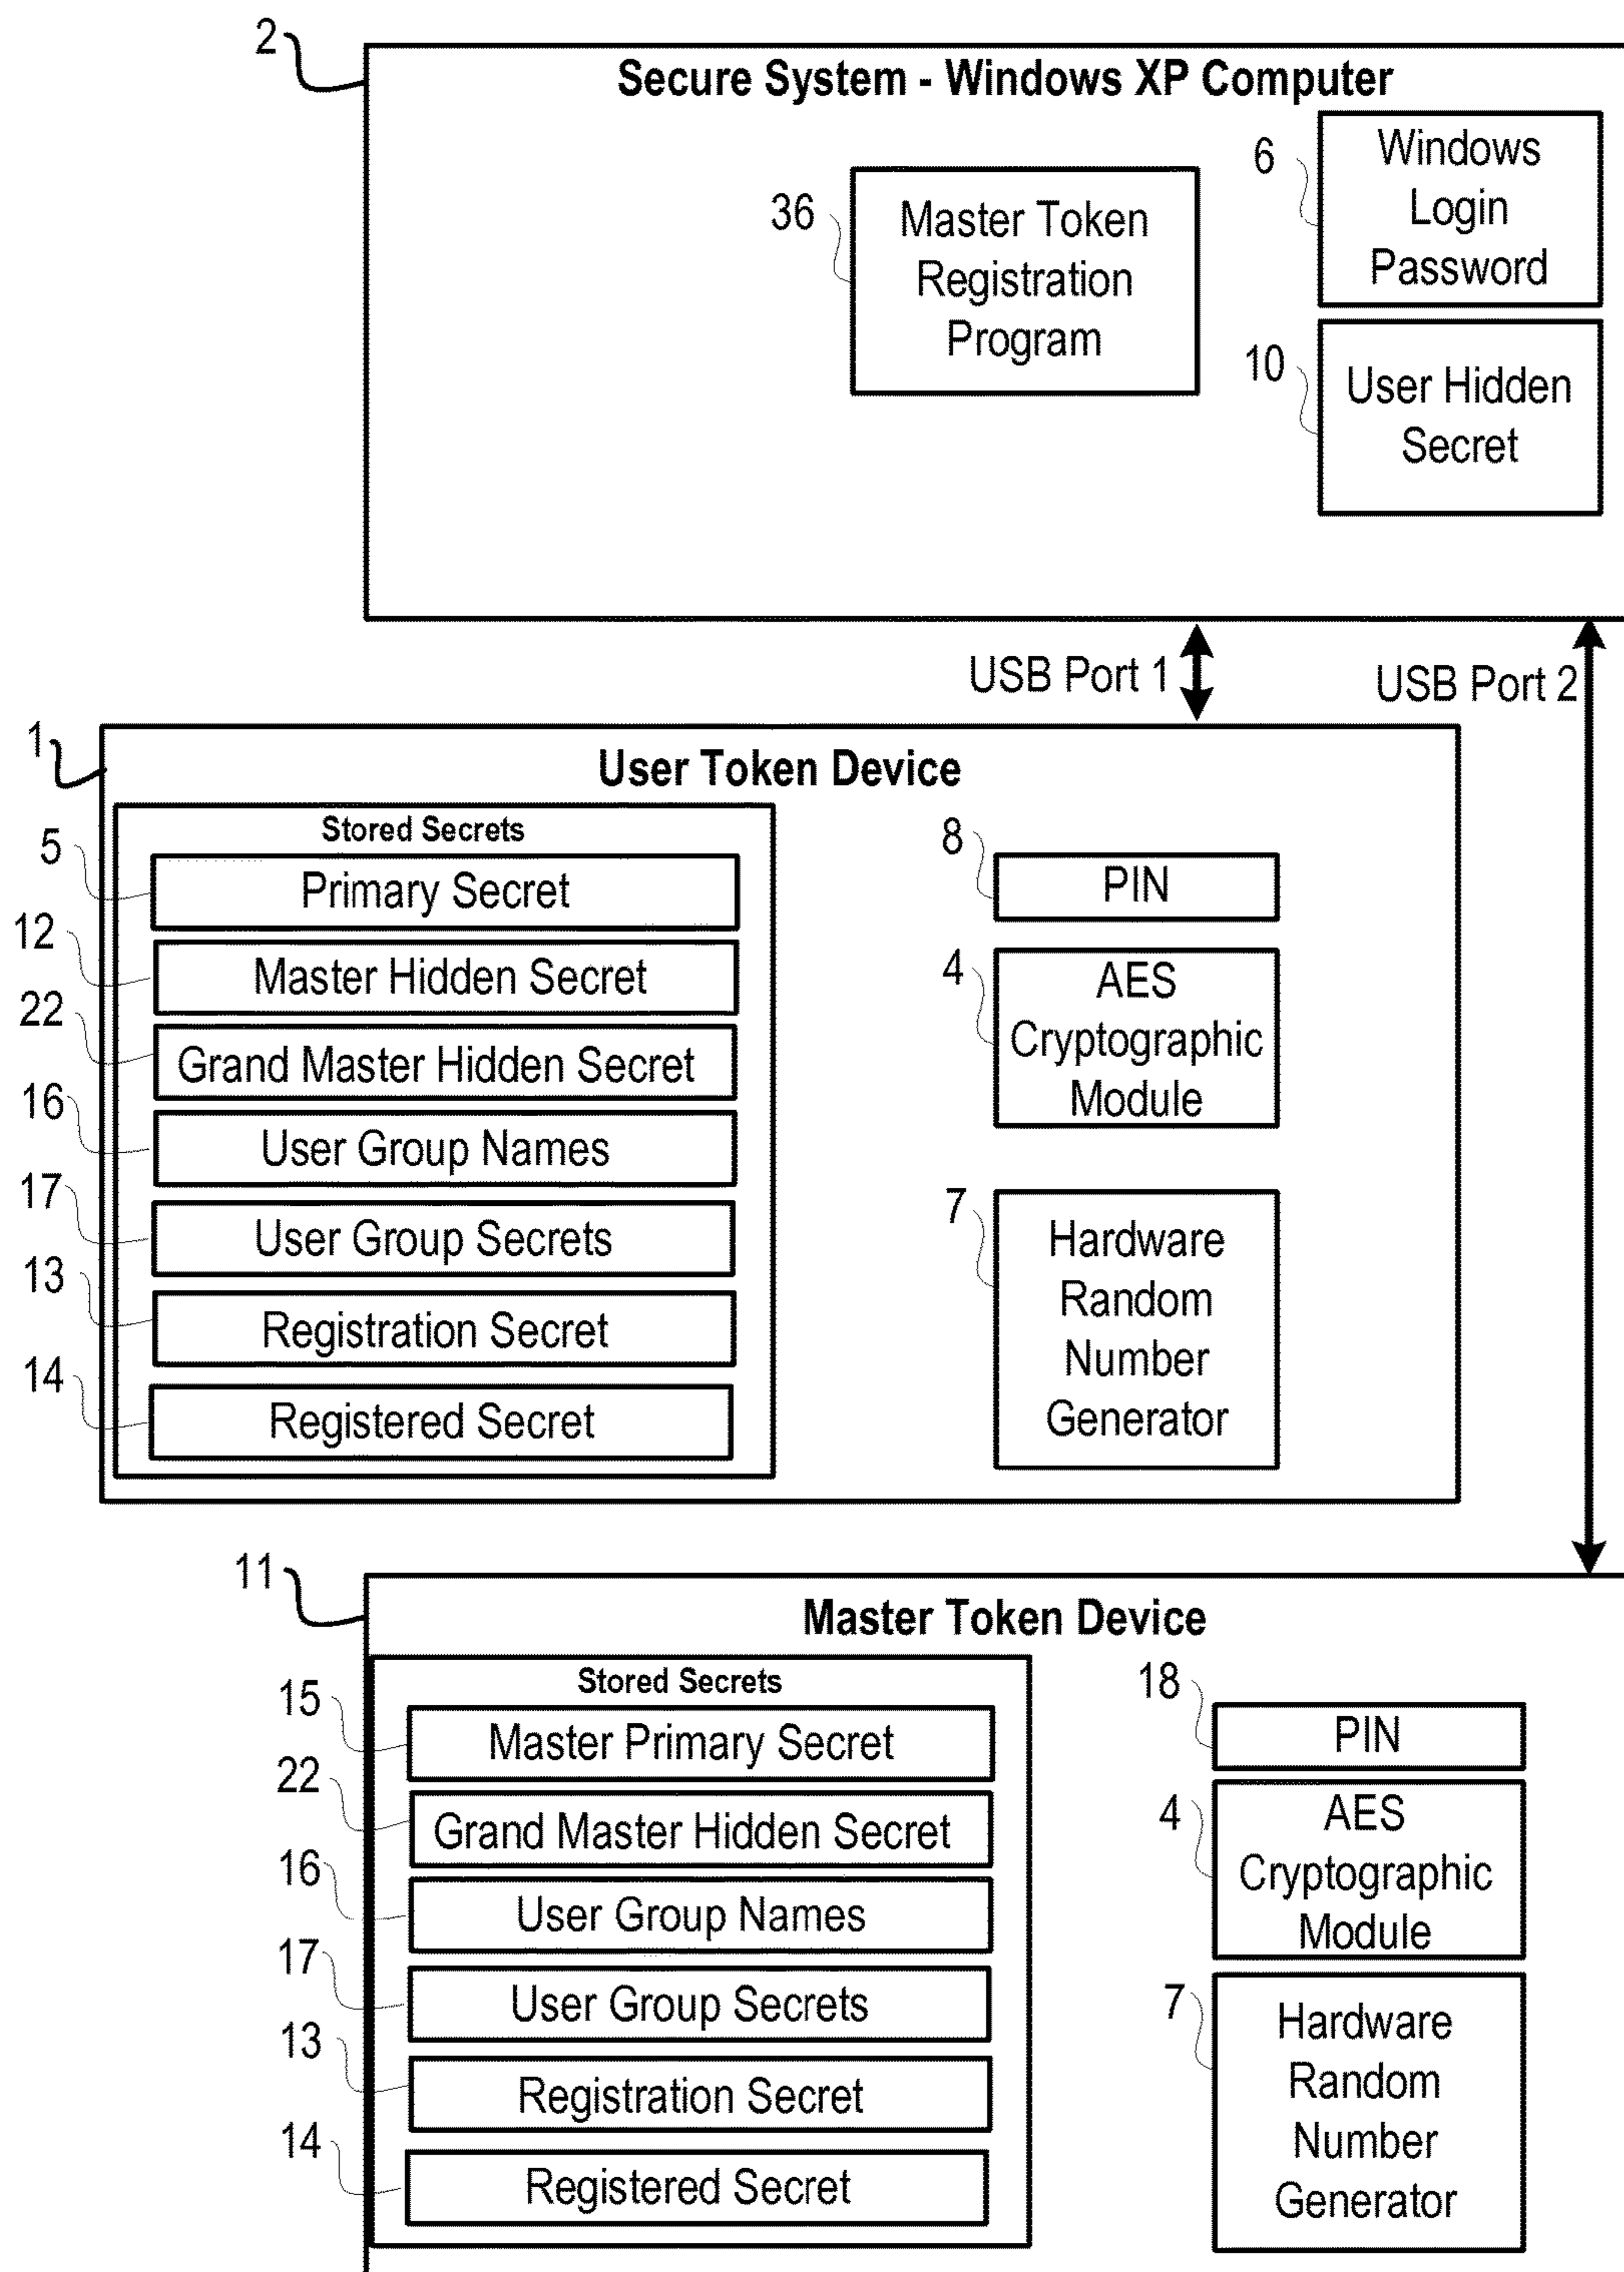 2
Secure System - Windows XP Computer
6
Windows
Login
Password
36
Master Token
Registration
Program
10
User Hidden
Secret
USB Port 1
USB Port 2
1
User Token Device
Stored Secrets
5
Primary Secret
12
Master Hidden Secret
22
Grand Master Hidden Secret
16
User Group Names
17
User Group Secrets
13
Registration Secret
14
Registered Secret
8
PIN
4
AES
Cryptographic
Module
7
Hardware
Random
Number
Generator
11
Master Token Device
Stored Secrets
15
Master Primary Secret
22
Grand Master Hidden Secret
16
User Group Names
17
User Group Secrets
13
Registration Secret
14
Registered Secret
18
PIN
4
AES
Cryptographic
Module
7
Hardware
Random
Number
Generator